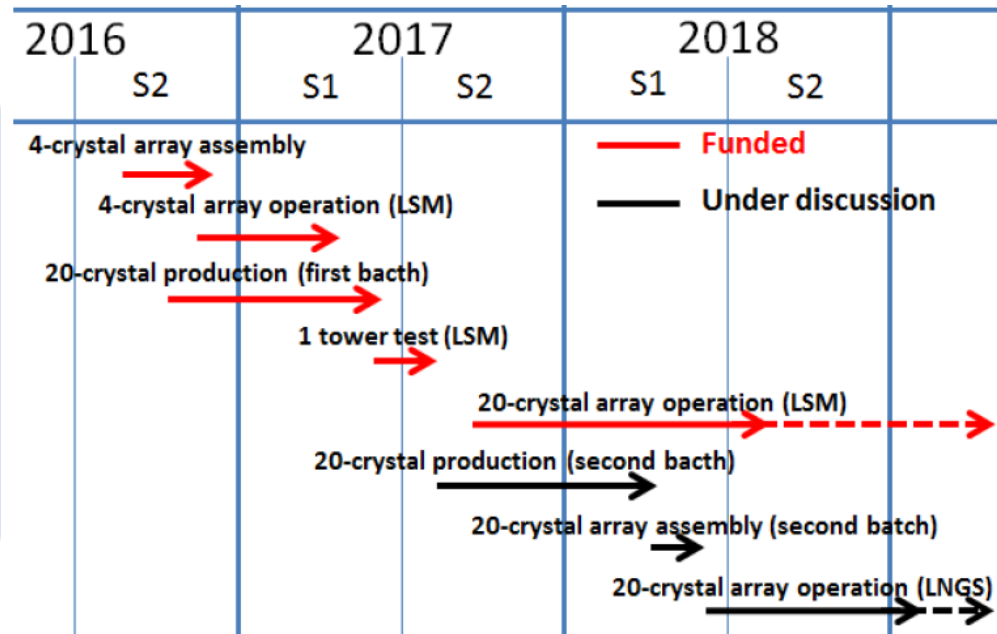 2016 2017 2018
S2 S1 S2 S1 S2
4-crystal array assembly
Funded
4-crystal array operation (LSM)
Under discussion
20-crystal production (first bacth)
1 tower test (LSM)
20-crystal array operation (LSM)
20-crystal production (second bacth)
20-crystal array assembly (second batch)
20-crystal array operation (LNGS)